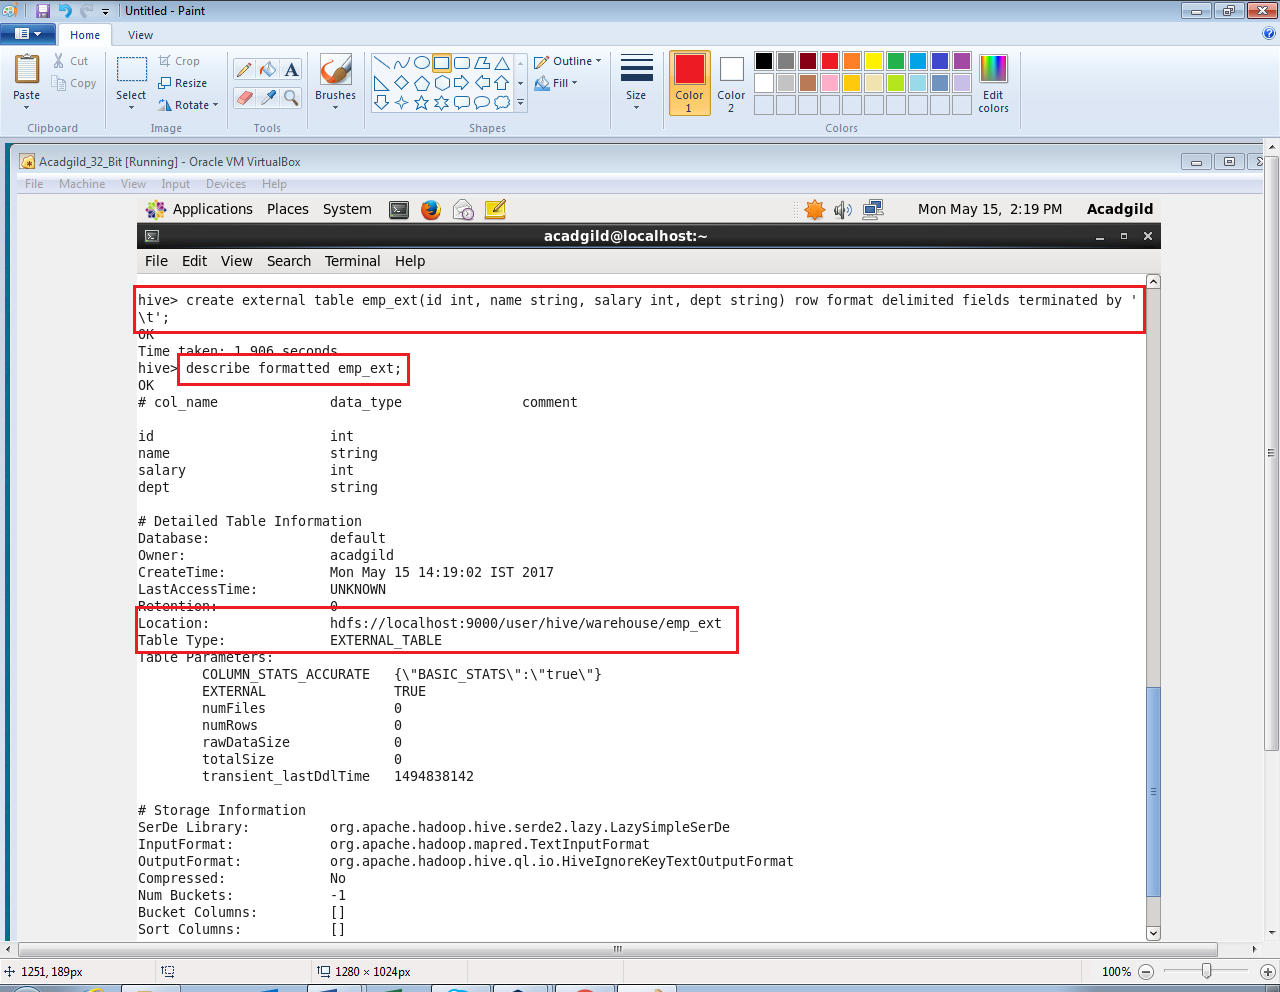 Untitled - Paint
Home View
Paste
Cut
Copy
Clipboard
Select
Crop
Resize
Rotate
Image
A
Tools
Brushes
Outline
Fill
Shapes
Size
Color 1
Color 2
Edit colors
Colors
Acadgild_32_Bit [Running] - Oracle VM VirtualBox
File Machine View Input Devices Help
Applications Places System Mon May 15, 2:19 PM Acadgild
acadgild@localhost:~
File Edit View Search Terminal Help
hive> create external table emp_ext(id int, name string, salary int, dept string) row format delimited fields terminated by '
\t';
OK
Time taken: 1.906 seconds
hive> describe formatted emp_ext;
OK
# col_name data_type comment
id int
name string
salary int
dept string
# Detailed Table Information
Database: default
Owner: acadgild
CreateTime: Mon May 15 14:19:02 IST 2017
LastAccessTime: UNKNOWN
Retention: 0
Location: hdfs://localhost:9000/user/hive/warehouse/emp_ext
Table Type: EXTERNAL_TABLE
Table Parameters:
COLUMN_STATS_ACCURATE {\"BASIC_STATS\":\"true\"}
EXTERNAL TRUE
numFiles 0
numRows 0
rawDataSize 0
totalSize 0
transient_lastDdlTime 1494838142
# Storage Information
SerDe Library: org.apache.hadoop.hive.serde2.lazy.LazySimpleSerDe
InputFormat: org.apache.hadoop.mapred.TextInputFormat
OutputFormat: org.apache.hadoop.hive.ql.io.HiveIgnoreKeyTextOutputFormat
Compressed: No
Num Buckets: -1
Bucket Columns: []
Sort Columns: []
1251, 189px 1280 × 1024px 100%